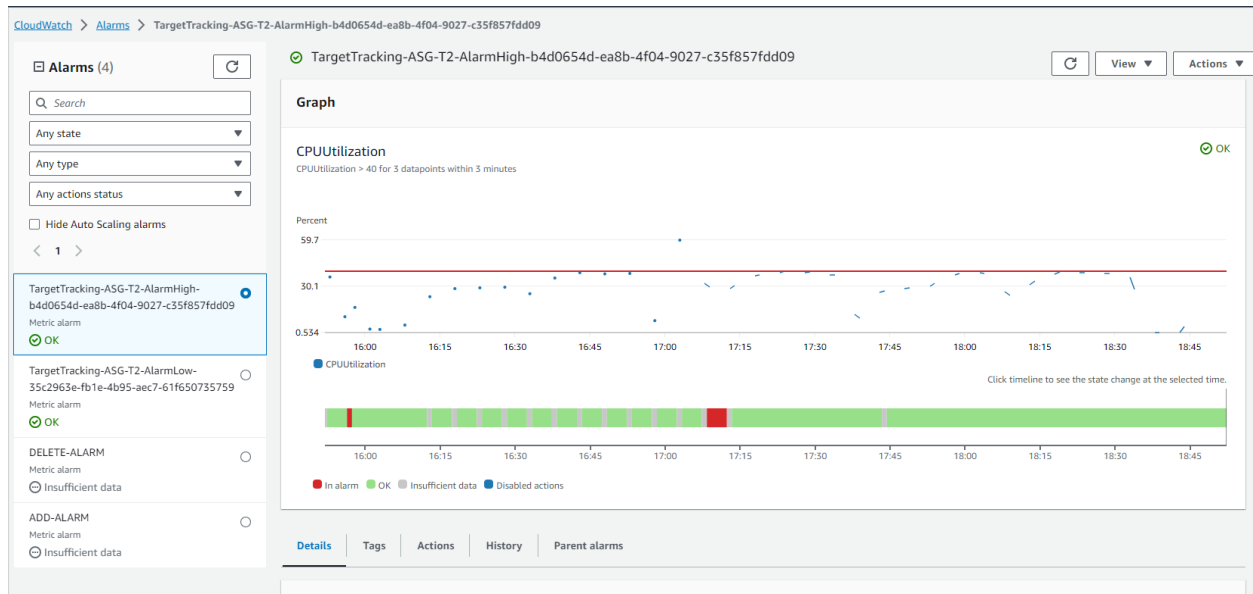 CloudWatch > Alarms > TargetTracking-ASG-T2-AlarmHigh-b4d0654d-ea8b-4f04-9027-c35f857fdd09
Alarms (4)
Search
Any state
Any type
Any actions status
Hide Auto Scaling alarms
1
TargetTracking-ASG-T2-AlarmHigh-
b4d0654d-ea8b-4f04-9027-c35f857fdd09
Metric alarm
OK
TargetTracking-ASG-T2-AlarmLow-
35c2963e-fb1e-4b95-aec7-61f650735759
Metric alarm
OK
DELETE-ALARM
Metric alarm
Insufficient data
ADD-ALARM
Metric alarm
Insufficient data
TargetTracking-ASG-T2-AlarmHigh-b4d0654d-ea8b-4f04-9027-c35f857fdd09
View
Actions
Graph
CPUUtilization
OK
CPUUtilization > 40 for 3 datapoints within 3 minutes
Percent
59.7
30.1
0.534
16:00 16:15 16:30 16:45 17:00 17:15 17:30 17:45 18:00 18:15 18:30 18:45
CPUUtilization
Click timeline to see the state change at the selected time.
16:00 16:15 16:30 16:45 17:00 17:15 17:30 17:45 18:00 18:15 18:30 18:45
In alarm OK Insufficient data Disabled actions
Details Tags Actions History Parent alarms